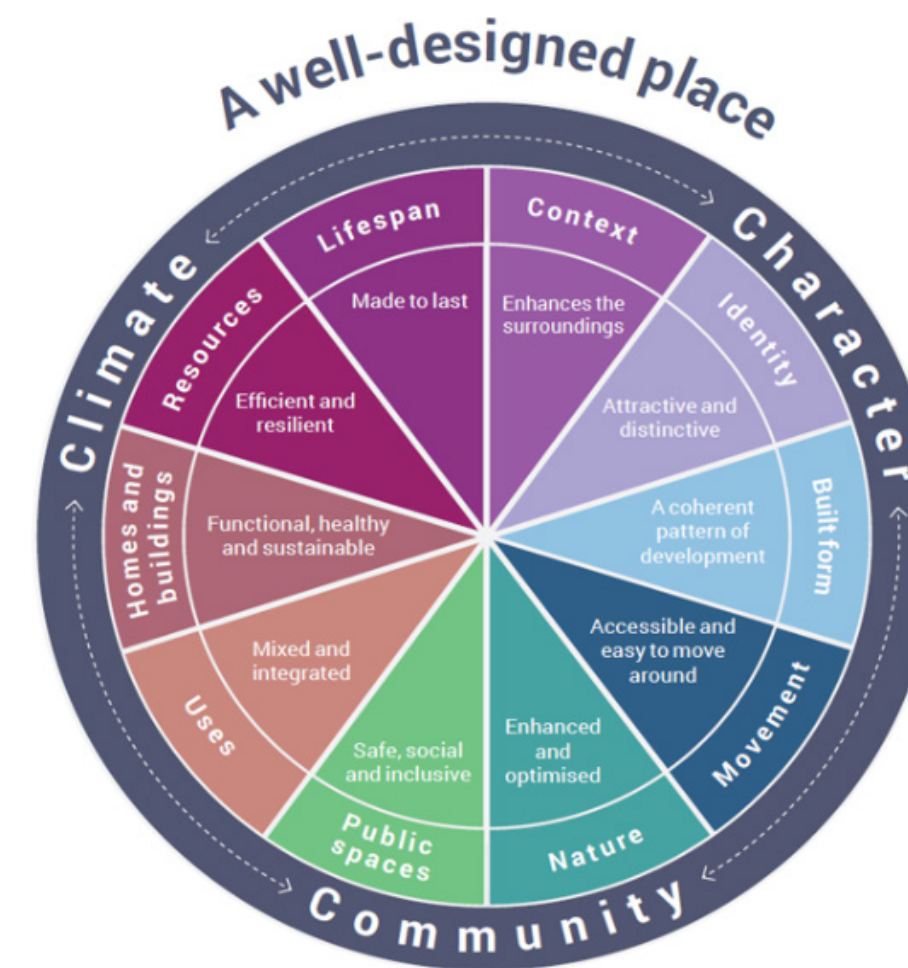 A well-designed place
Climate
Character
Community
Context
Enhances the
surroundings
Identity
Attractive and
distinctive
Built form
A coherent
pattern of
development
Movement
Accessible and
easy to move
around
Nature
Enhanced
and
optimised
Public
spaces
Safe, social
and inclusive
Uses
Mixed and
integrated
Homes and
buildings
Functional, healthy
and sustainable
Resources
Efficient and
resilient
Lifespan
Made to last